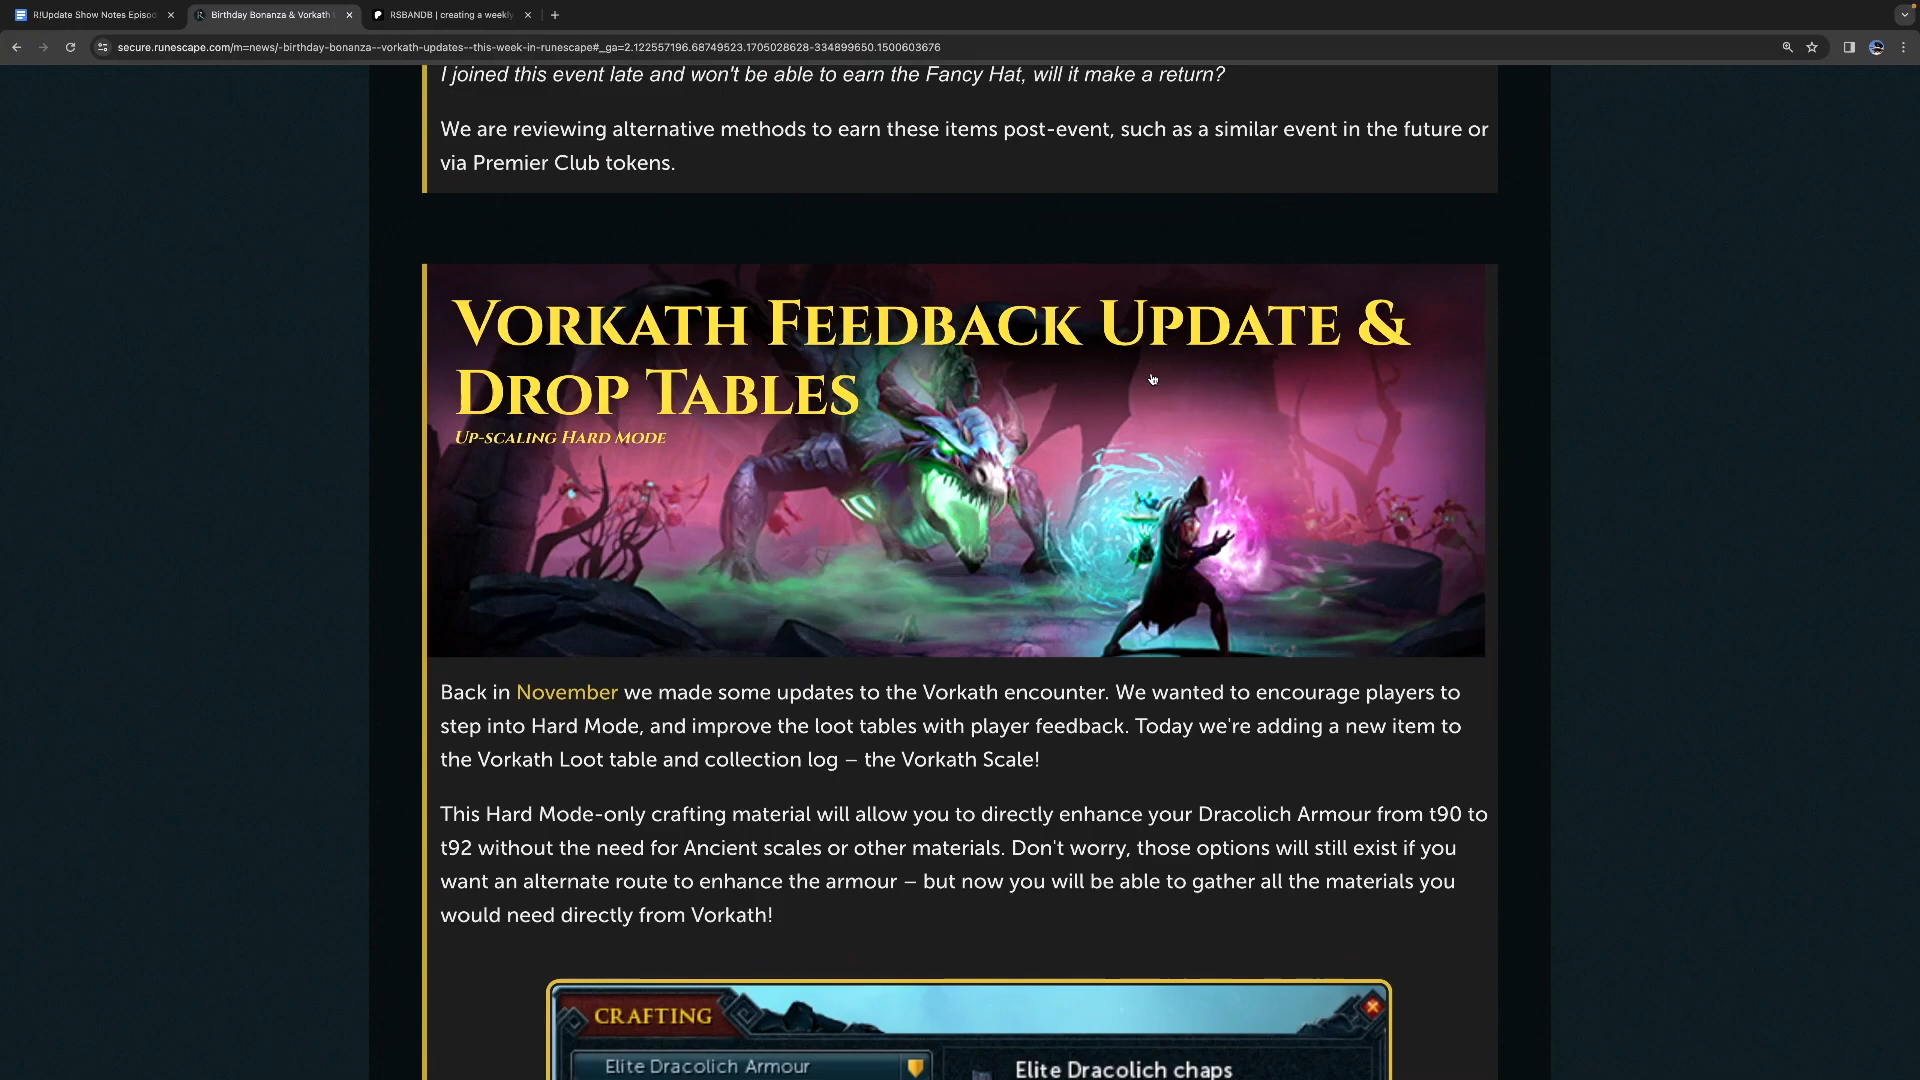 R!Update Show Notes Episod
Birthday Bonanza & Vorkath
RSBANDB | creating a weekly
secure.runescape.com/m=news/-birthday-bonanza--vorkath-updates--this-week-in-runescape#_ga=2.122557196.68749523.1705028628-334899650.1500603676
I joined this event late and won't be able to earn the Fancy Hat, will it make a return?
We are reviewing alternative methods to earn these items post-event, such as a similar event in the future or
via Premier Club tokens.
Vorkath Feedback Update &
Drop Tables
Up-scaling Hard Mode
Back in November we made some updates to the Vorkath encounter. We wanted to encourage players to
step into Hard Mode, and improve the loot tables with player feedback. Today we're adding a new item to
the Vorkath Loot table and collection log – the Vorkath Scale!
This Hard Mode-only crafting material will allow you to directly enhance your Dracolich Armour from t90 to
t92 without the need for Ancient scales or other materials. Don't worry, those options will still exist if you
want an alternate route to enhance the armour – but now you will be able to gather all the materials you
would need directly from Vorkath!
CRAFTING
Elite Dracolich Armour
Elite Dracolich chaps